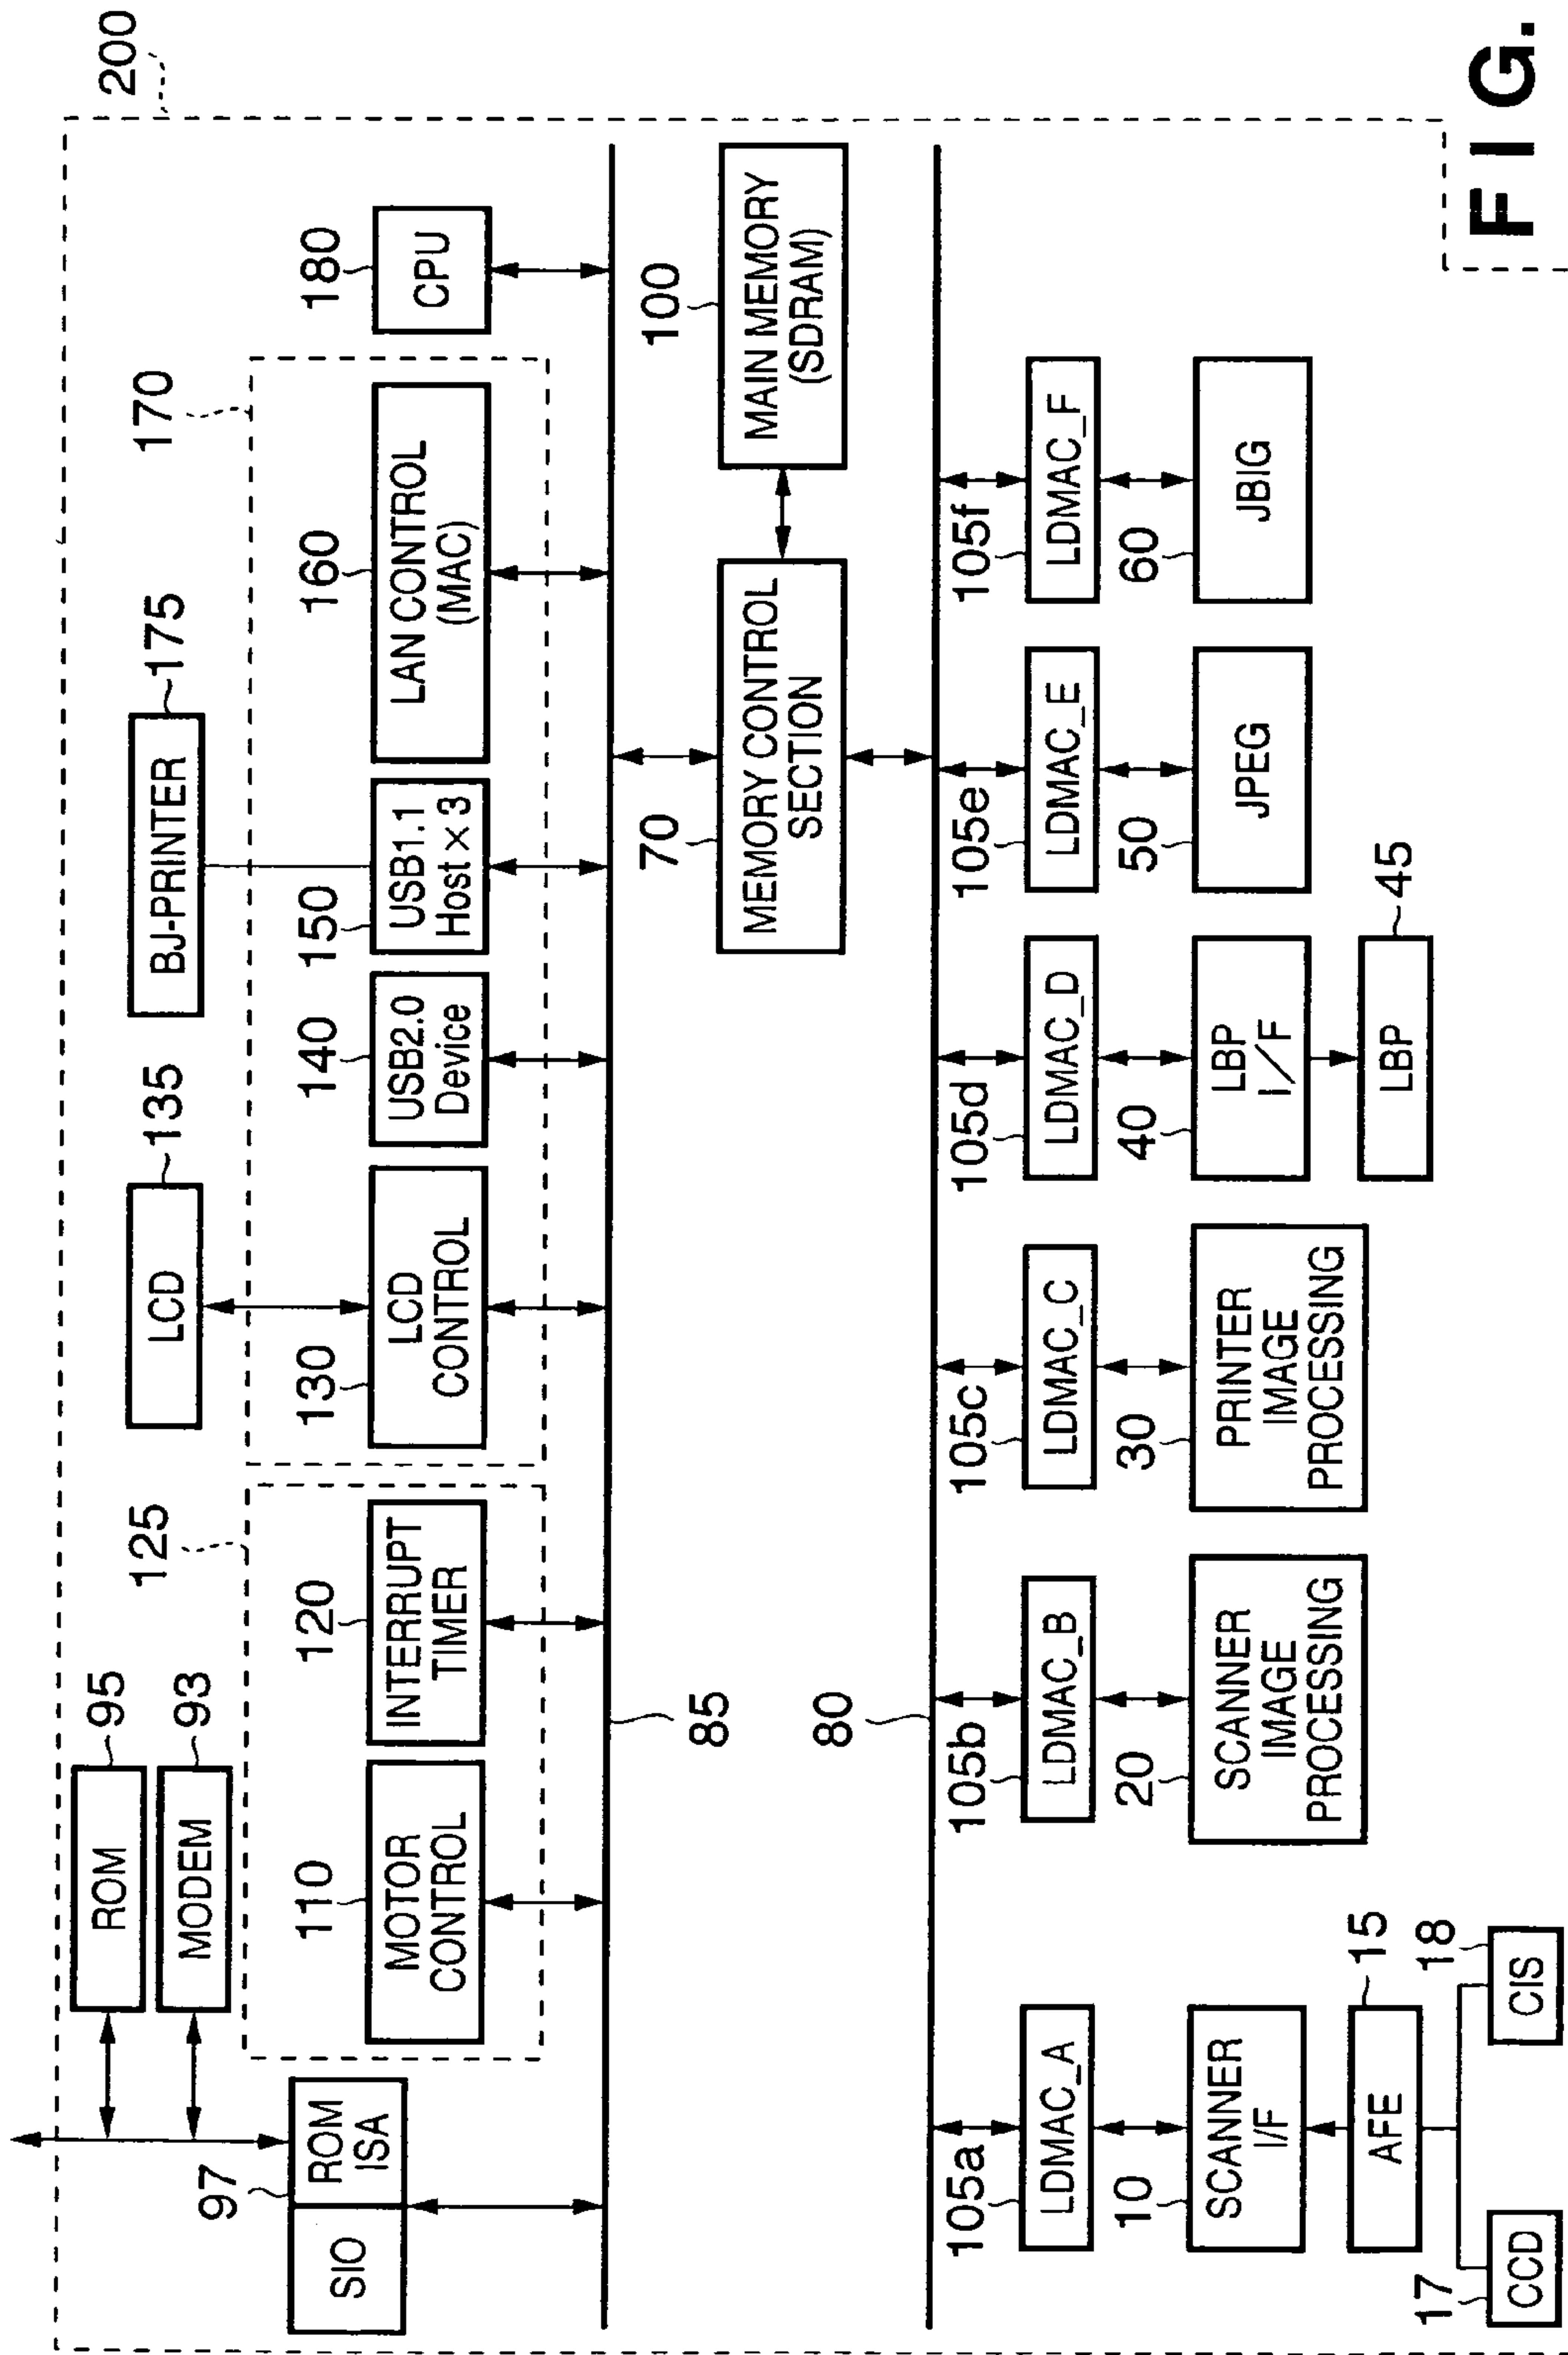 200
ROM
95
MODEM
93
LCD
135
BJ-PRINTER
175
125
170
97
SIO
ROM
ISA
110
MOTOR
CONTROL
120
INTERRUPT
TIMER
130
LCD
CONTROL
140
USB2.0
Device
150
USB1.1
Host×3
160
LAN CONTROL
(MAC)
180
CPU
85
70
MEMORY CONTROL
SECTION
100
MAIN MEMORY
(SDRAM)
80
105a
LDMAC_A
105b
LDMAC_B
105c
LDMAC_C
105d
LDMAC_D
105e
LDMAC_E
105f
LDMAC_F
10
SCANNER
I/F
20
SCANNER
IMAGE
PROCESSING
30
PRINTER
IMAGE
PROCESSING
40
LBP
I/F
50
JPEG
60
JBIG
AFE
15
LBP
45
17
CCD
18
CIS
FIG.